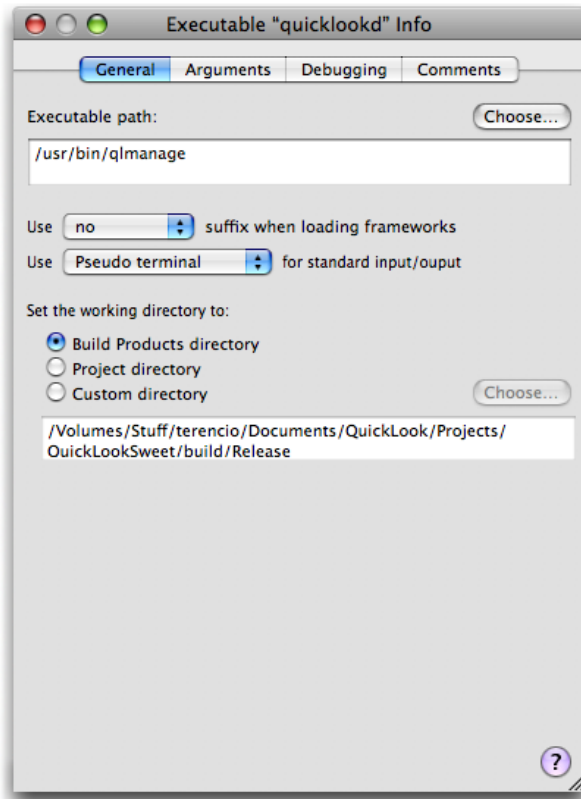 Executable “quicklookd” Info
General Arguments Debugging Comments
Executable path:
Choose...
/usr/bin/qlmanage
Use no suffix when loading frameworks
Use Pseudo terminal for standard input/ouput
Set the working directory to:
Build Products directory
Project directory
Custom directory
Choose...
/Volumes/Stuff/terencio/Documents/QuickLook/Projects/
QuickLookSweet/build/Release
?